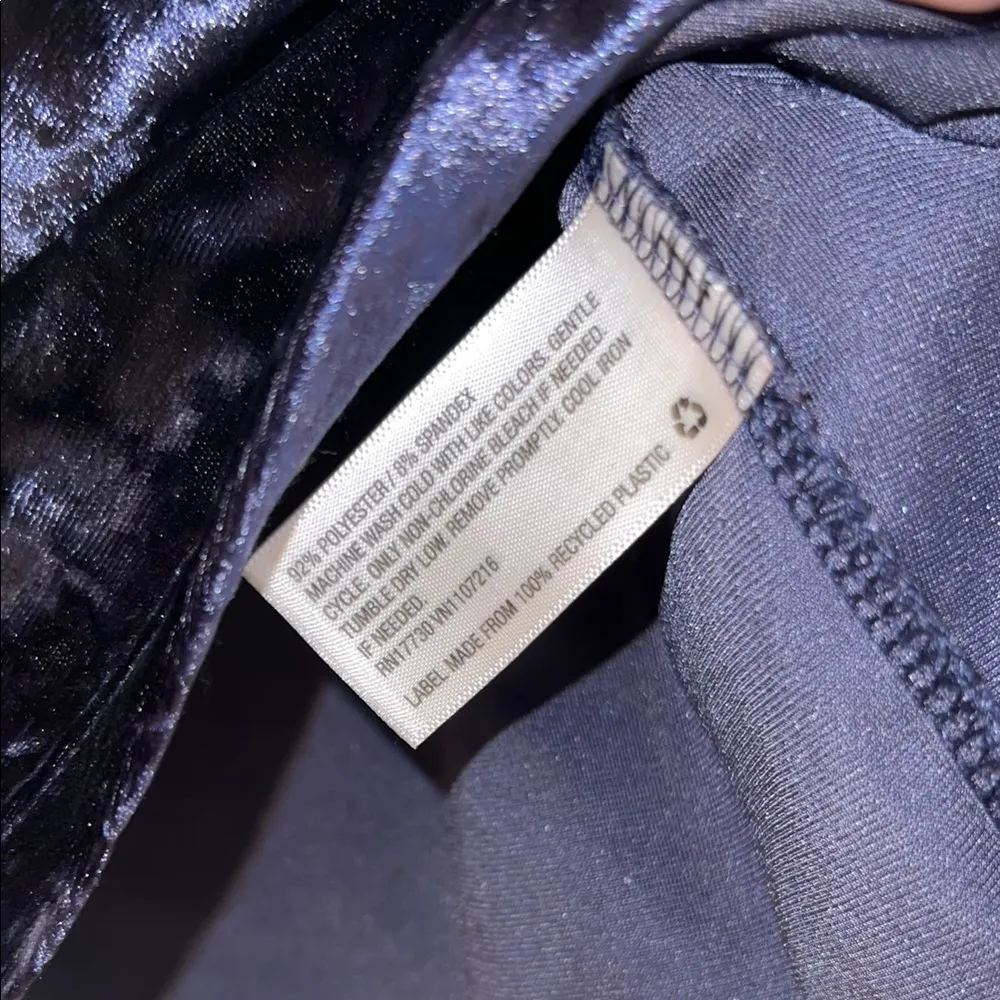 92% POLYESTER / 8% SPANDEX
MACHINE WASH COLD WITH LIKE COLORS. GENTLE
CYCLE. ONLY NON-CHLORINE BLEACH IF NEEDED.
TUMBLE DRY LOW. REMOVE PROMPTLY. COOL IRON
IF NEEDED.
RN17730 VN1107216
LABEL: MADE FROM 100% RECYCLED PLASTIC